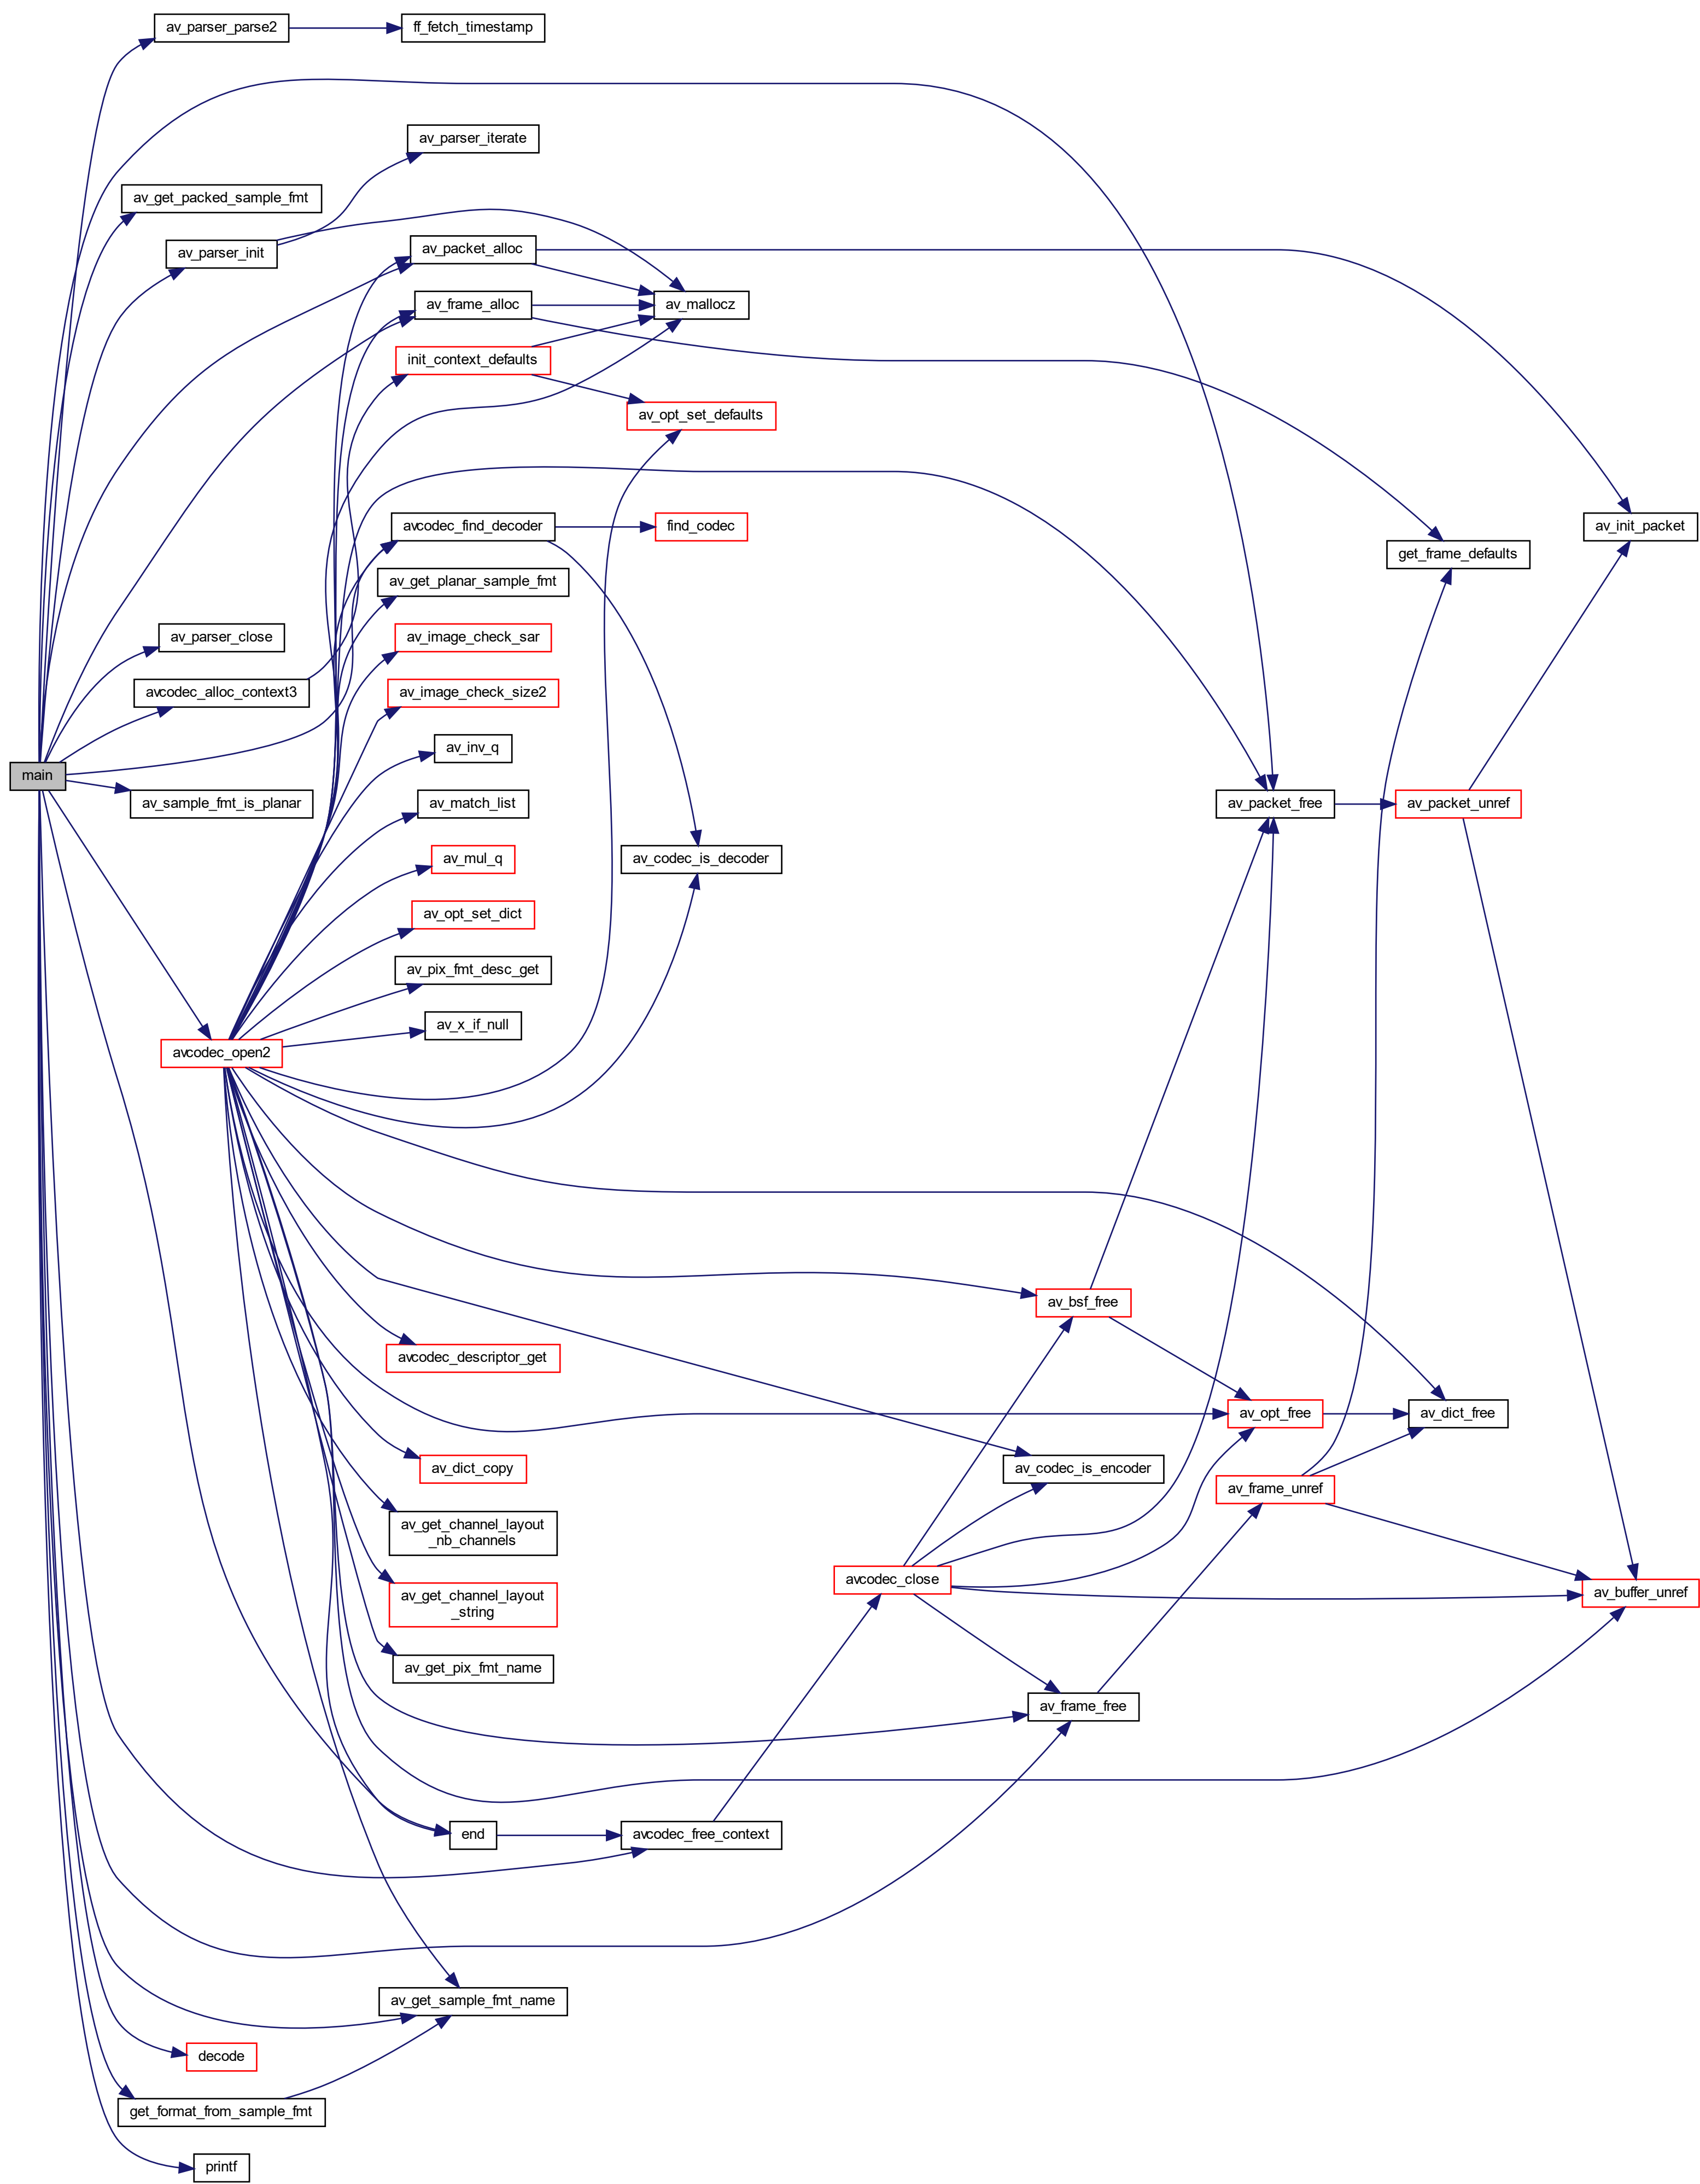 av_parser_parse2
ff_fetch_timestamp
av_parser_iterate
av_get_packed_sample_fmt
av_parser_init
av_packet_alloc
av_frame_alloc
av_mallocz
init_context_defaults
av_opt_set_defaults
avcodec_find_decoder
find_codec
av_init_packet
get_frame_defaults
av_get_planar_sample_fmt
av_parser_close
av_image_check_sar
avcodec_alloc_context3
av_image_check_size2
av_inv_q
main
av_sample_fmt_is_planar
av_match_list
av_packet_free
av_packet_unref
av_mul_q
av_codec_is_decoder
av_opt_set_dict
av_pix_fmt_desc_get
av_x_if_null
avcodec_open2
av_bsf_free
avcodec_descriptor_get
av_opt_free
av_dict_free
av_dict_copy
av_codec_is_encoder
av_frame_unref
av_get_channel_layout
_nb_channels
avcodec_close
av_buffer_unref
av_get_channel_layout
_string
av_get_pix_fmt_name
av_frame_free
end
avcodec_free_context
av_get_sample_fmt_name
decode
get_format_from_sample_fmt
printf